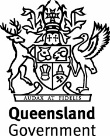 AUDAX AT FIDELIS
Queensland
Government